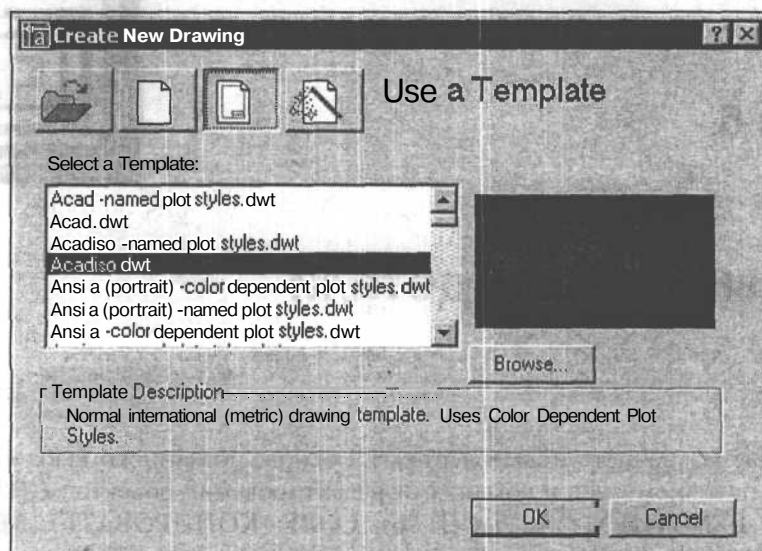 Create New Drawing
Use a Template
Select a Template:
Acad -named plot styles.dwt
Acad.dwt
Acadiso -named plot styles.dwt
Acadiso dwt
Ansi a (portrait) -color dependent plot styles.dwt
Ansi a (portrait) -named plot styles.dwt
Ansi a -color dependent plot styles.dwt
Browse...
Template Description
Normal international (metric) drawing template. Uses Color Dependent Plot
Styles.
OK
Cancel